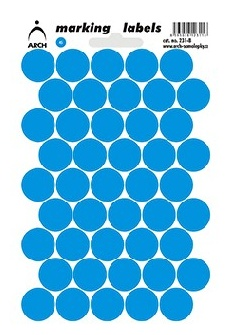 marking labels
ARCH
cat. no. 231-B
www.arch-samolepky.cz